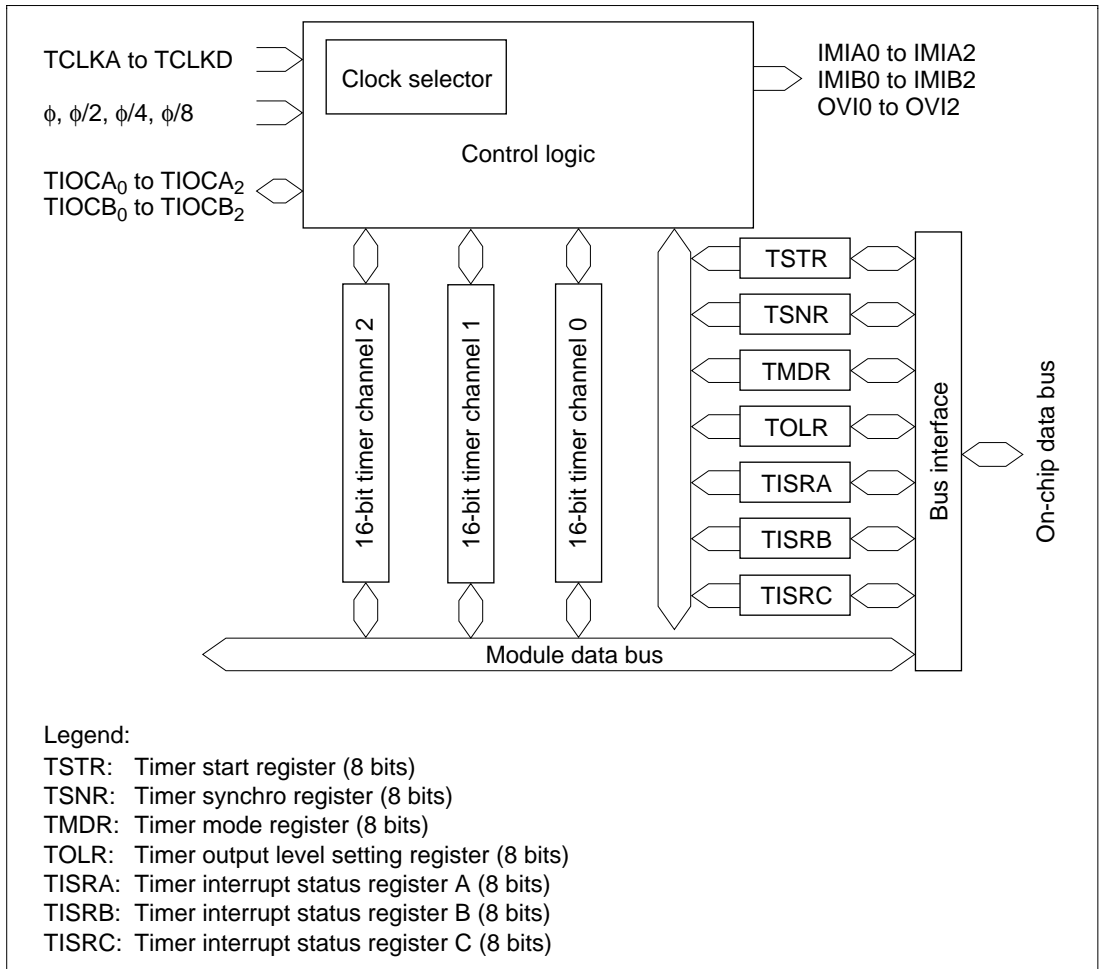 TCLKA to TCLKD
ϕ, ϕ/2, ϕ/4, ϕ/8
TIOCA₀ to TIOCA₂
TIOCB₀ to TIOCB₂
Clock selector
Control logic
IMIA0 to IMIA2
IMIB0 to IMIB2
OVI0 to OVI2
16-bit timer channel 2
16-bit timer channel 1
16-bit timer channel 0
TSTR
TSNR
TMDR
TOLR
TISRA
TISRB
TISRC
Bus interface
On-chip data bus
Module data bus
Legend:
TSTR: Timer start register (8 bits)
TSNR: Timer synchro register (8 bits)
TMDR: Timer mode register (8 bits)
TOLR: Timer output level setting register (8 bits)
TISRA: Timer interrupt status register A (8 bits)
TISRB: Timer interrupt status register B (8 bits)
TISRC: Timer interrupt status register C (8 bits)